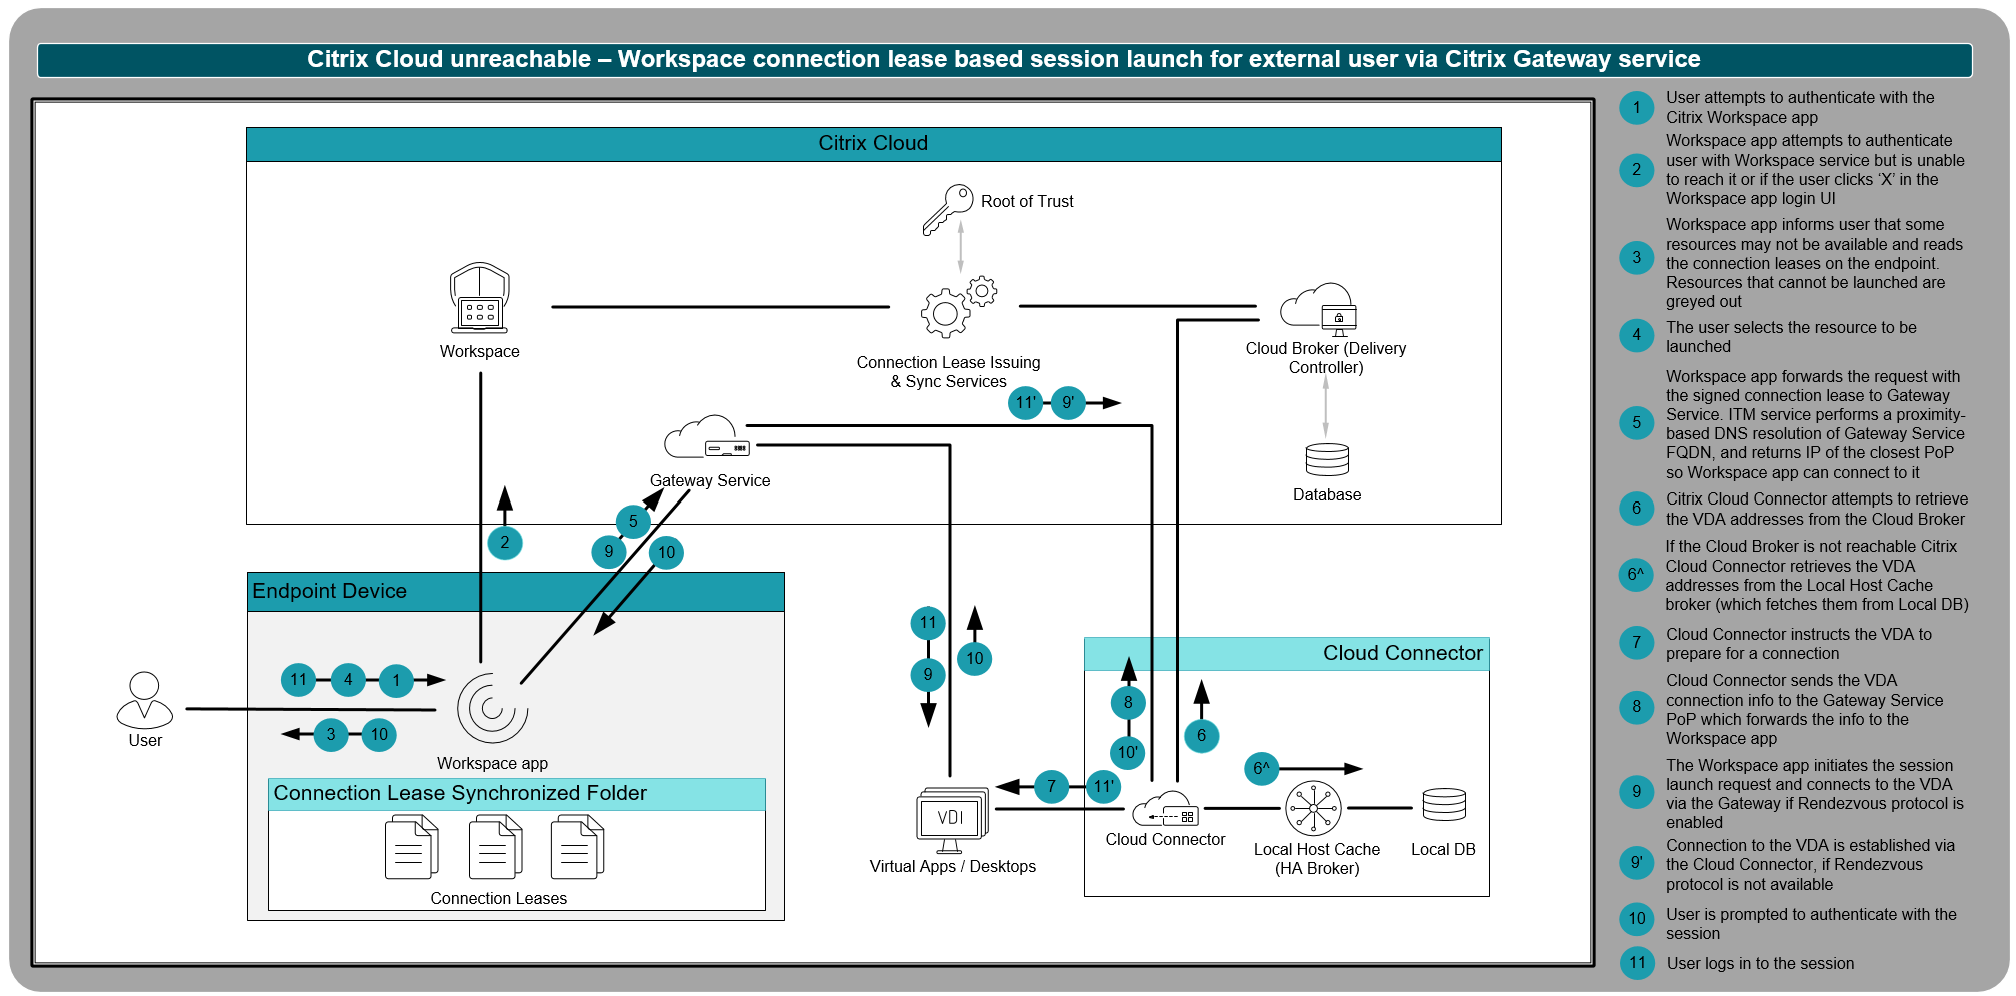 Citrix Cloud unreachable – Workspace connection lease based session launch for external user via Citrix Gateway service
Citrix Cloud
Root of Trust
Workspace
Connection Lease Issuing
& Sync Services
Cloud Broker (Delivery
Controller)
11'
9'
Gateway Service
Database
5
2
9
10
Endpoint Device
11
10
9
Cloud Connector
11
4
1
User
3
10
Workspace app
8
6
10'
6^
7
11'
Connection Lease Synchronized Folder
VDI
Virtual Apps / Desktops
Cloud Connector
Local Host Cache
(HA Broker)
Local DB
Connection Leases
1
User attempts to authenticate with the
Citrix Workspace app
2
Workspace app attempts to authenticate
user with Workspace service but is unable
to reach it or if the user clicks ‘X’ in the
Workspace app login UI
3
Workspace app informs user that some
resources may not be available and reads
the connection leases on the endpoint.
Resources that cannot be launched are
greyed out
4
The user selects the resource to be
launched
5
Workspace app forwards the request with
the signed connection lease to Gateway
Service. ITM service performs a proximity-
based DNS resolution of Gateway Service
FQDN, and returns IP of the closest PoP
so Workspace app can connect to it
6
Citrix Cloud Connector attempts to retrieve
the VDA addresses from the Cloud Broker
6^
If the Cloud Broker is not reachable Citrix
Cloud Connector retrieves the VDA
addresses from the Local Host Cache
broker (which fetches them from Local DB)
7
Cloud Connector instructs the VDA to
prepare for a connection
8
Cloud Connector sends the VDA
connection info to the Gateway Service
PoP which forwards the info to the
Workspace app
9
The Workspace app initiates the session
launch request and connects to the VDA
via the Gateway if Rendezvous protocol is
enabled
9'
Connection to the VDA is established via
the Cloud Connector, if Rendezvous
protocol is not available
10
User is prompted to authenticate with the
session
11
User logs in to the session